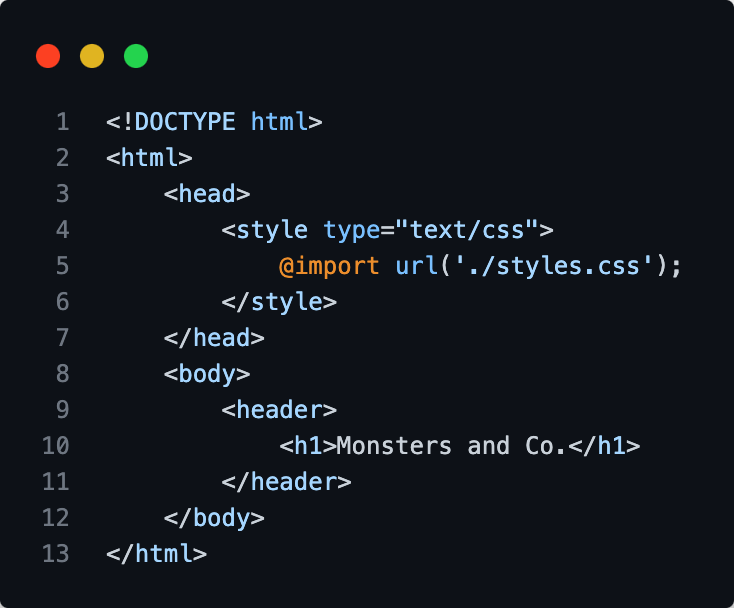 1 <!DOCTYPE html>
2 <html>
3     <head>
4         <style type="text/css">
5             @import url('./styles.css');
6         </style>
7     </head>
8     <body>
9         <header>
10             <h1>Monsters and Co.</h1>
11         </header>
12     </body>
13 </html>